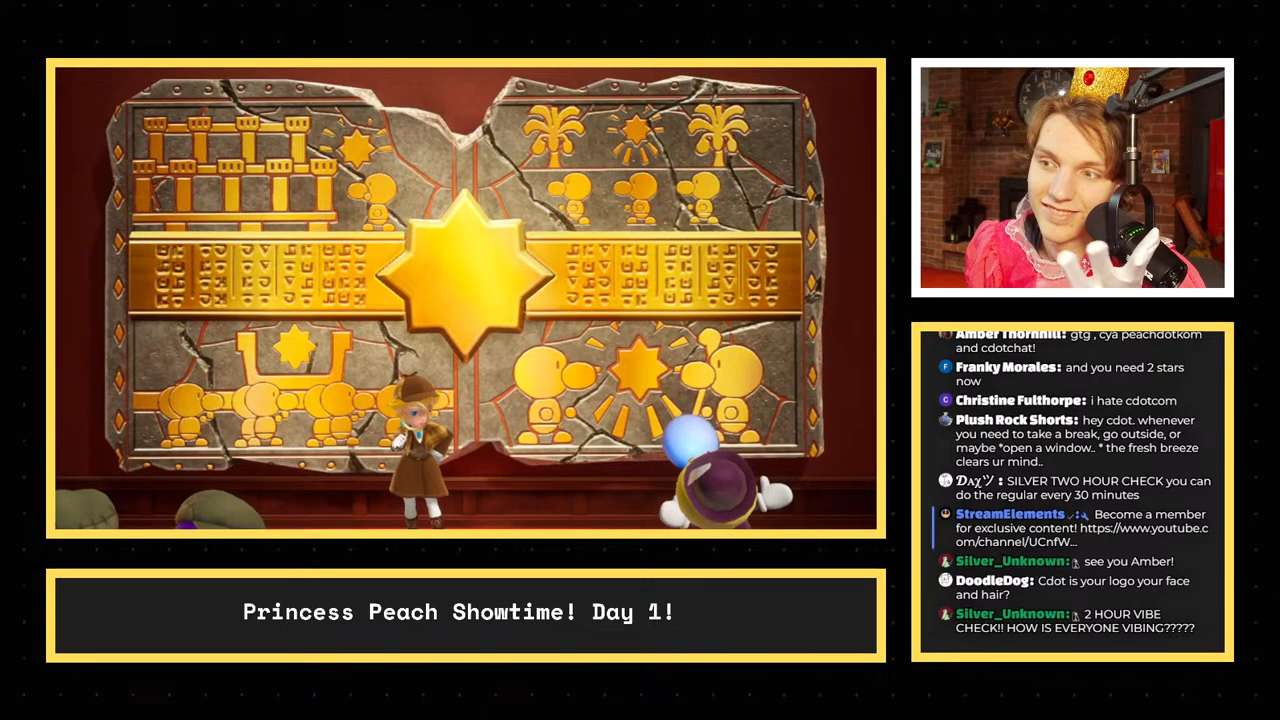 Amber Thornhill: gtg , cya peachdotkom
and cdotchat!
F Franky Morales: and you need 2 stars
now
C Christine Fulthorpe: i hate cdotcom
Plush Rock Shorts: hey cdot. whenever
you need to take a break, go outside, or
maybe *open a window.. * the fresh breeze
clears ur mind..
Daχツ : SILVER TWO HOUR CHECK you can
do the regular every 30 minutes
StreamElements Become a member
for exclusive content! https://www.youtube.c
om/channel/UCnfW...
Silver_Unknown: see you Amber!
DoodleDog: Cdot is your logo your face
and hair?
Silver_Unknown: 2 HOUR VIBE
CHECK!! HOW IS EVERYONE VIBING?????
Princess Peach Showtime! Day 1!